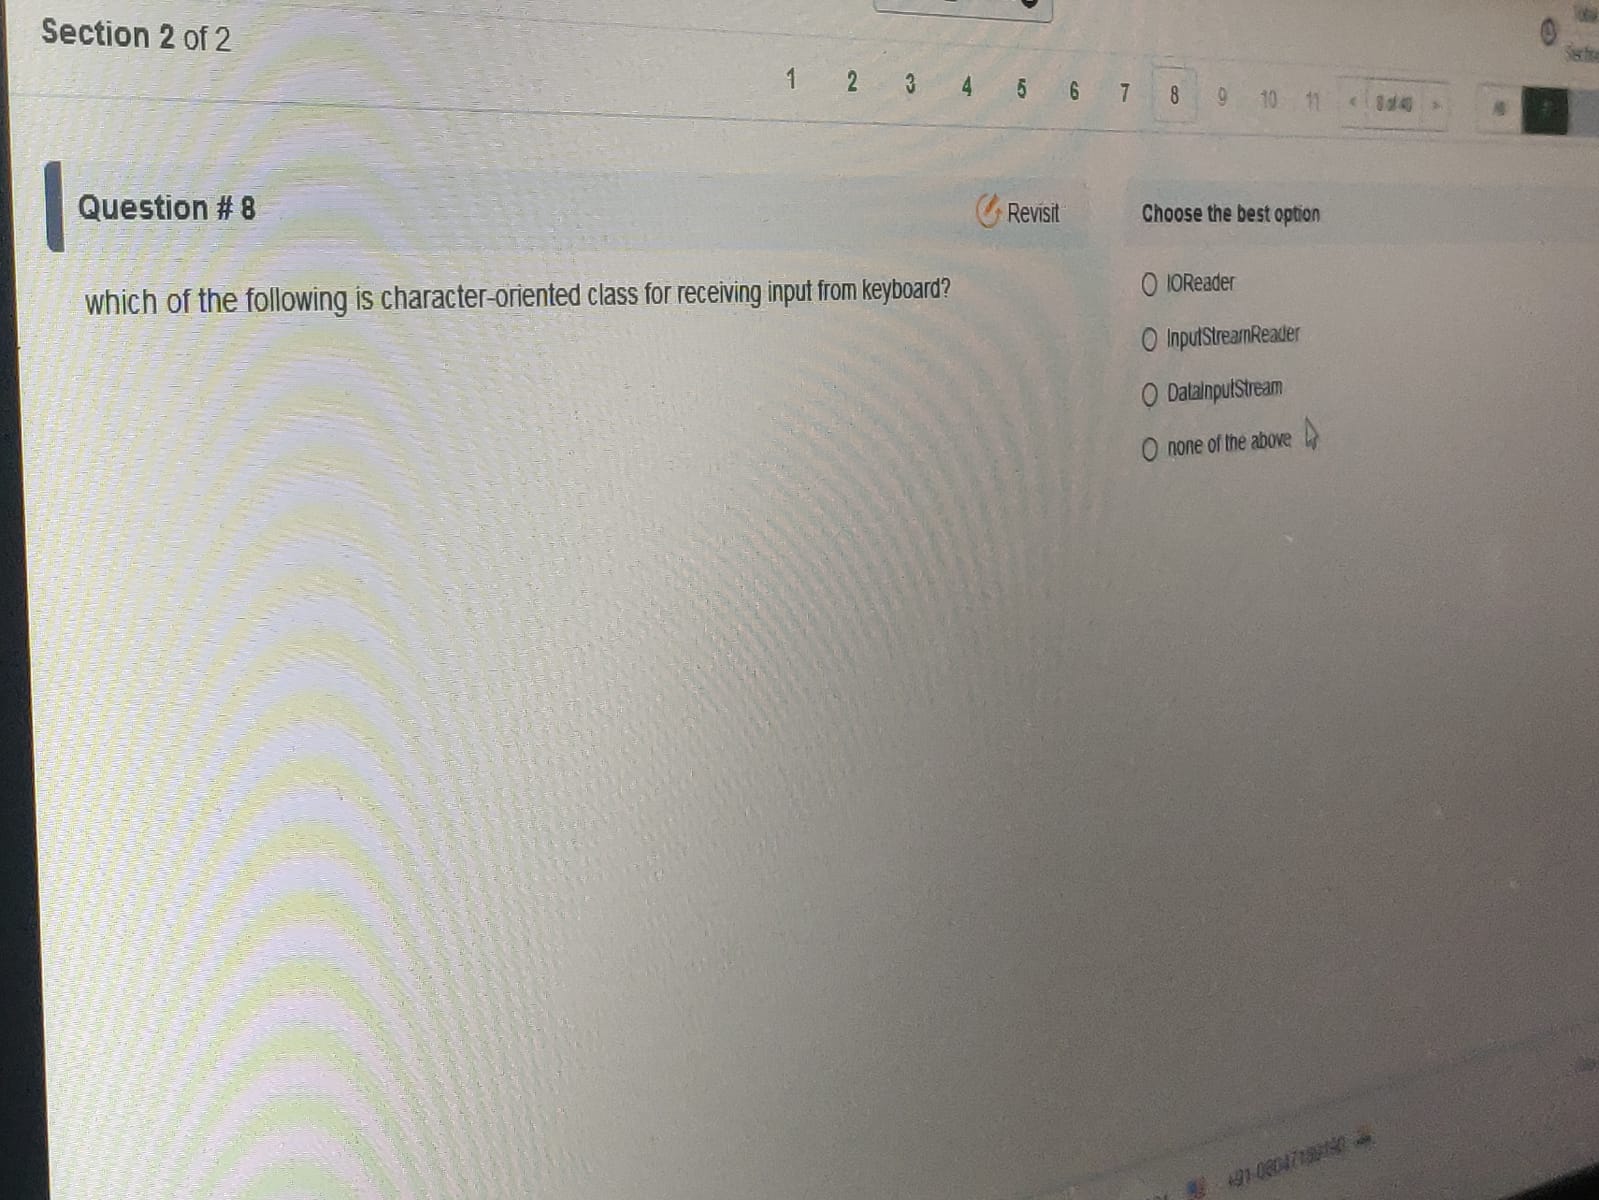 Section 2 of 2
1 2 3 4 5 6 7 8 9 10 11 < 8 of 40 >
Question # 8
Revisit
which of the following is character-oriented class for receiving input from keyboard?
Choose the best option
IOReader
InputStreamReader
DataInputStream
none of the above